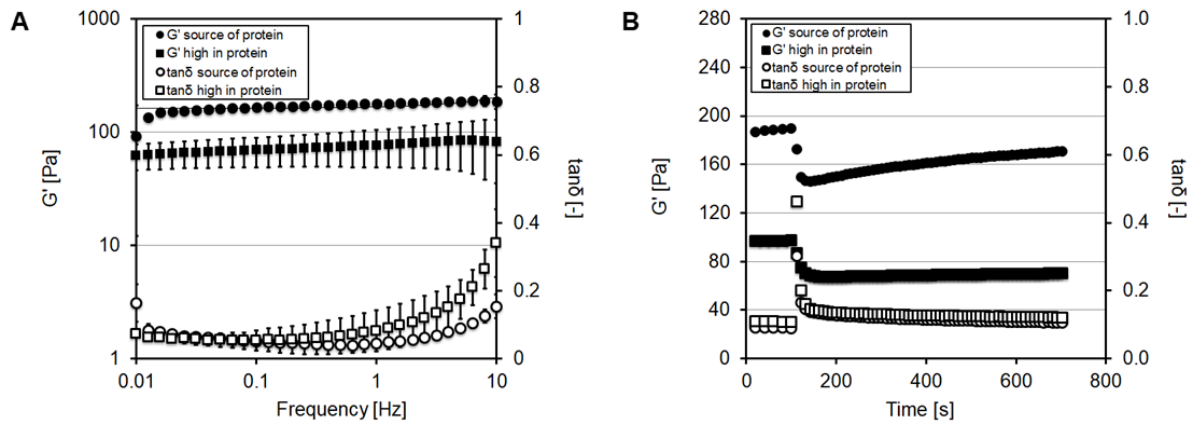 A
1000
100
10
1
G' [Pa]
G' source of protein
G' high in protein
tanδ source of protein
tanδ high in protein
1
0.8
0.6
0.4
0.2
0
tanδ [-]
0.01
0.1
1
10
Frequency [Hz]
B
280
240
200
160
120
80
40
0
G' [Pa]
G' source of protein
G' high in protein
tanδ source of protein
tanδ high in protein
1.0
0.8
0.6
0.4
0.2
0.0
tanδ [-]
0
200
400
600
800
Time [s]